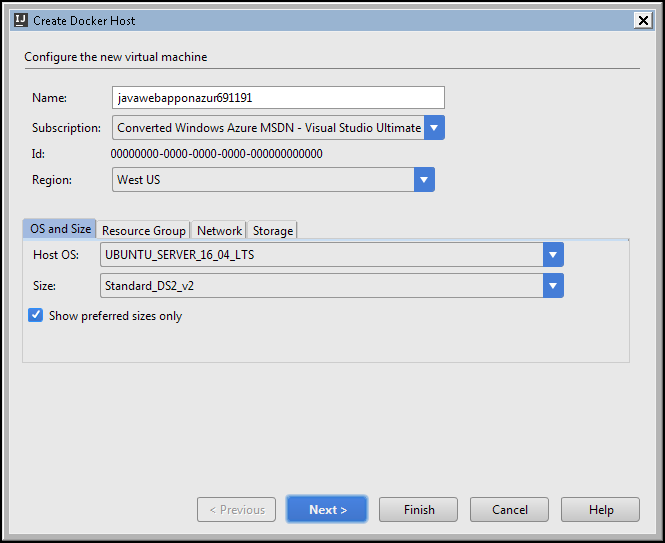 IJ Create Docker Host
Configure the new virtual machine
Name: javawebapponazur691191
Subscription: Converted Windows Azure MSDN - Visual Studio Ultimate
Id: 00000000-0000-0000-0000-000000000000
Region: West US
OS and Size Resource Group Network Storage
Host OS: UBUNTU_SERVER_16_04_LTS
Size: Standard_DS2_v2
Show preferred sizes only
< Previous Next > Finish Cancel Help